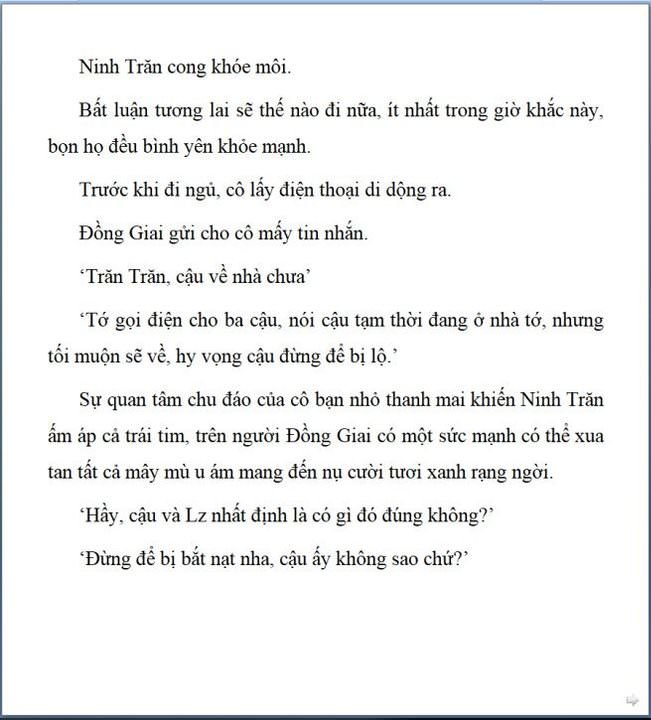 Ninh Trăn cong khóe môi.
Bất luận tương lai sẽ thế nào đi nữa, ít nhất trong giờ khắc này,
bọn họ đều bình yên khỏe mạnh.
Trước khi đi ngủ, cô lấy điện thoại di dộng ra.
Đồng Giai gửi cho cô mấy tin nhắn.
‘Trăn Trăn, cậu về nhà chưa’
‘Tớ gọi điện cho ba cậu, nói cậu tạm thời đang ở nhà tớ, nhưng
tối muộn sẽ về, hy vọng cậu đừng để bị lộ.’
Sự quan tâm chu đáo của cô bạn nhỏ thanh mai khiến Ninh Trăn
ấm áp cả trái tim, trên người Đồng Giai có một sức mạnh có thể xua
tan tất cả mây mù u ám mang đến nụ cười tươi xanh rạng ngời.
‘Hầy, cậu và Lz nhất định là có gì đó đúng không?’
‘Đừng để bị bắt nạt nha, cậu ấy không sao chứ?’